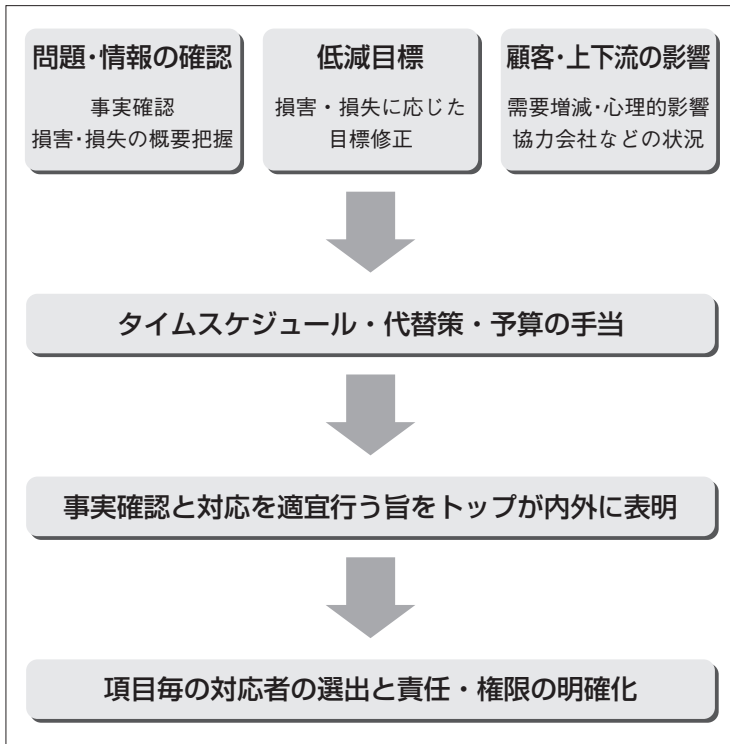 問題・情報の確認
事実確認
損害・損失の概要把握
低減目標
損害・損失に応じた
目標修正
顧客・上下流の影響
需要増減・心理的影響
協力会社などの状況
タイムスケジュール・代替策・予算の手当
事実確認と対応を適宜行う旨をトップが内外に表明
項目毎の対応者の選出と責任・権限の明確化